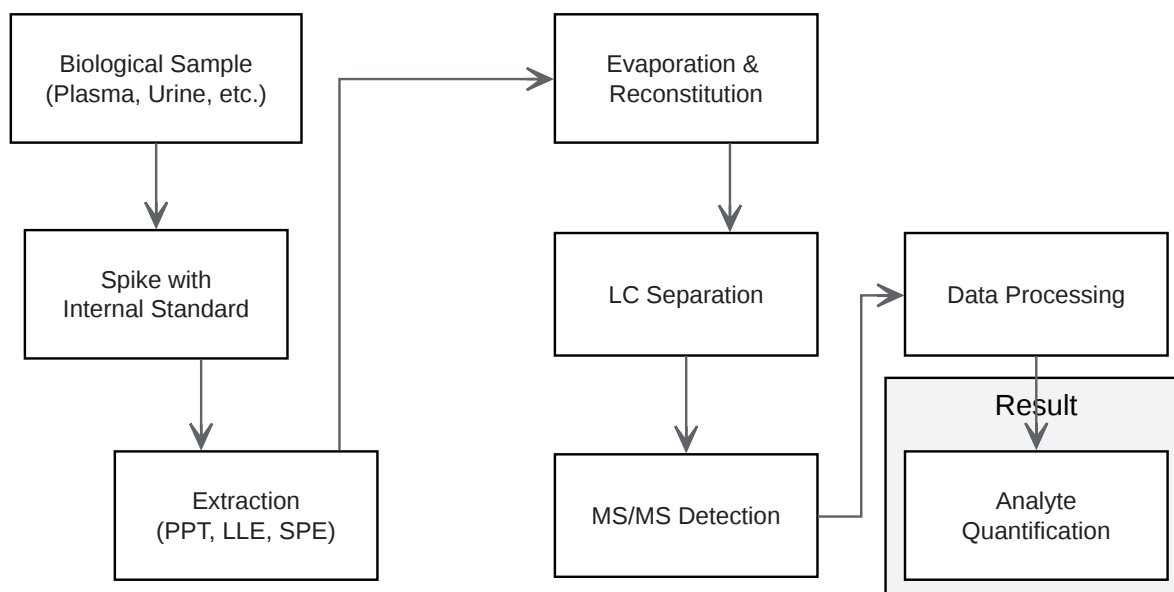 Biological Sample
(Plasma, Urine, etc.)
Spike with
Internal Standard
Extraction
(PPT, LLE, SPE)
Evaporation &
Reconstitution
LC Separation
MS/MS Detection
Data Processing
Result
Analyte
Quantification